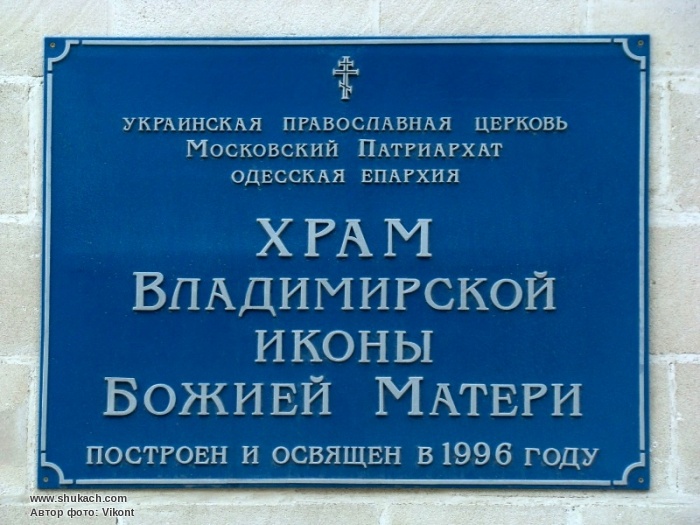 УКРАИНСКАЯ ПРАВОСЛАВНАЯ ЦЕРКОВЬ
МОСКОВСКИЙ ПАТРИАРХАТ
ОДЕССКАЯ ЕПАРХИЯ
ХРАМ
ВЛАДИМИРСКОЙ
ИКОНЫ
БОЖИЕЙ МАТЕРИ
ПОСТРОЕН И ОСВЯЩЕН В 1996 ГОДУ
www.shukach.com
Автор фото: Vikont